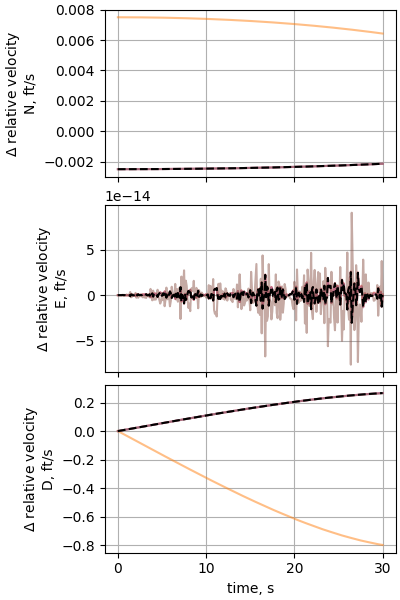 0.008
0.006
0.004
0.002
0.000
−0.002
Δ relative velocity
N, ft/s
1e−14
5
0
−5
Δ relative velocity
E, ft/s
0.2
0.0
−0.2
−0.4
−0.6
−0.8
Δ relative velocity
D, ft/s
0 10 20 30
time, s